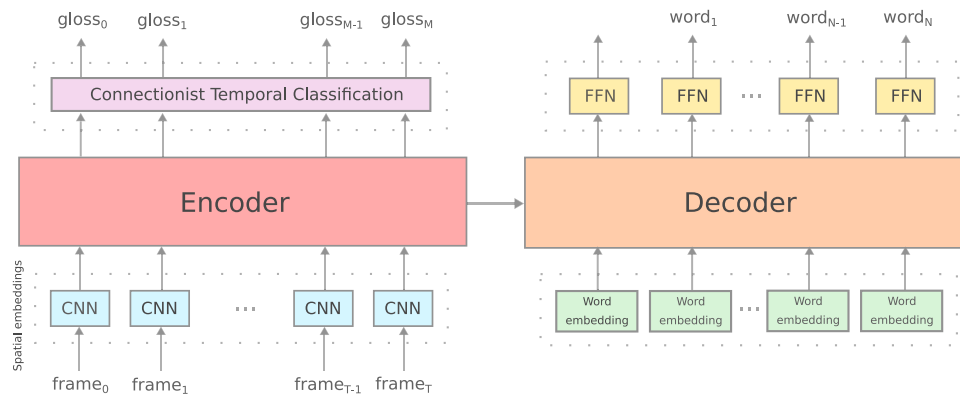 gloss0 gloss1 glossM-1 glossM
Connectionist Temporal Classification
Encoder
Spatial embeddings
CNN CNN ... CNN CNN
frame0 frame1 frameT-1 frameT
word1 wordN-1 wordN
FFN FFN ... FFN FFN
Decoder
Word embedding Word embedding ... Word embedding Word embedding